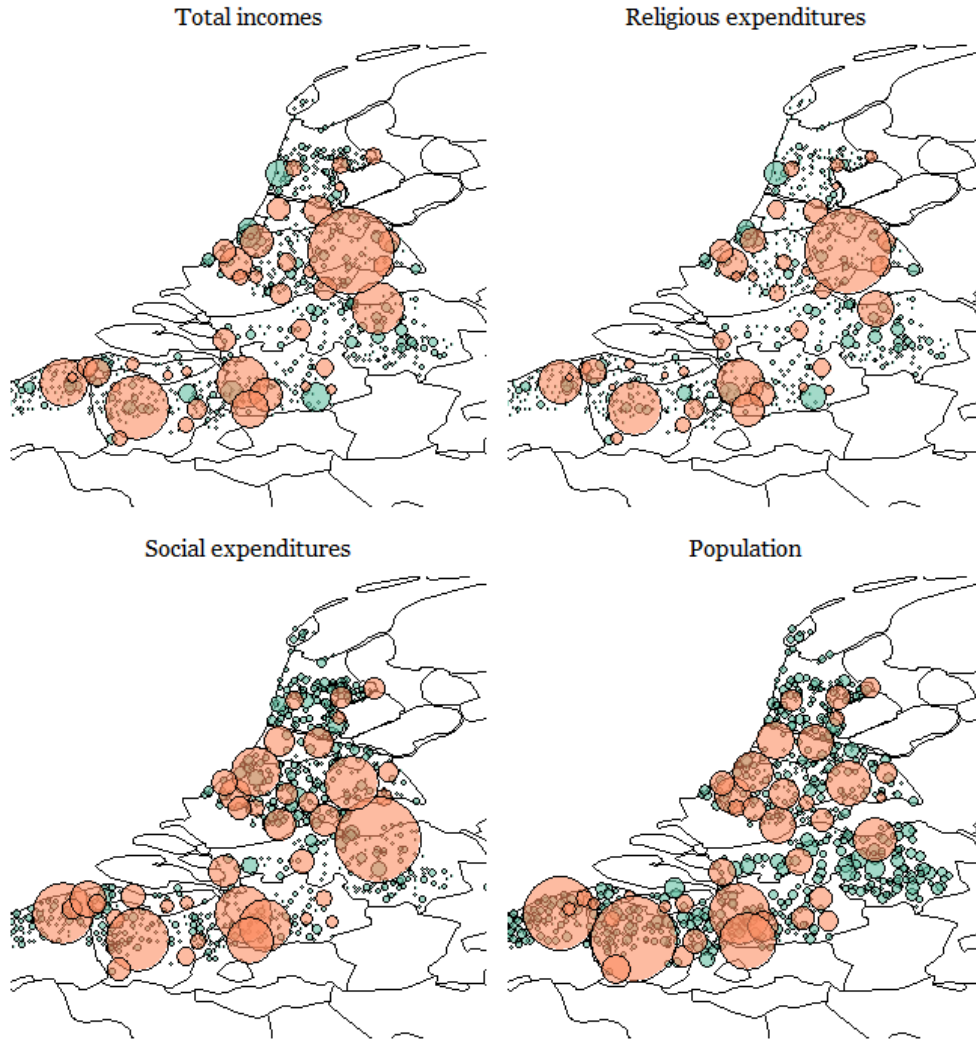 Total incomes
Religious expenditures
Social expenditures
Population